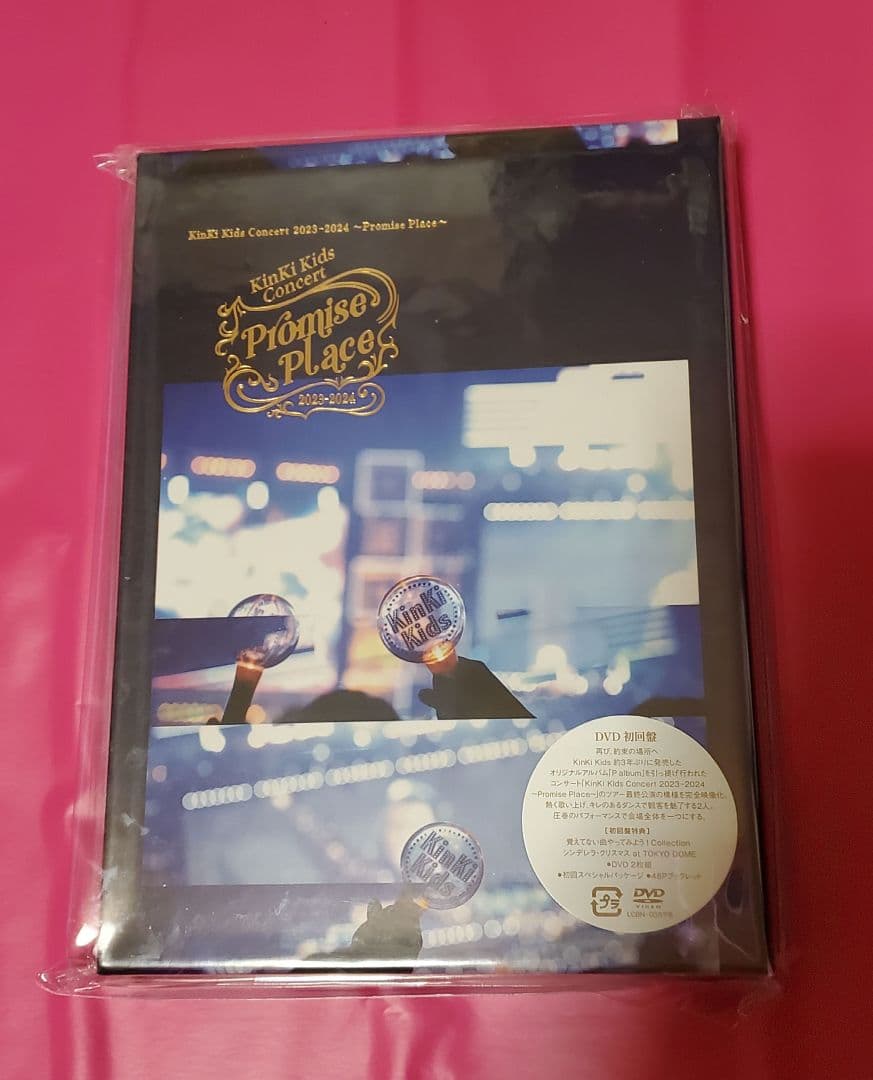 KinKi Kids Concert 2023-2024 ～Promise Place～
KinKi Kids
Concert
Promise
Place
2023-2024
KinKi
Kids
KinKi
Kids
DVD 初回盤
再び、約束の場所へ
KinKi Kids 約3年ぶりに発売した
オリジナルアルバム「P album」を引っ提げ行われた
コンサート「KinKi Kids Concert 2023-2024
～Promise Place～」のツアー最終公演の模様を完全映像化。
熱く歌い上げ、キレのあるダンスで観客を魅了する2人。
圧巻のパフォーマンスで会場全体を一つにする。
【初回盤特典】
覚えてない曲やってみよう！Collection
シンデレラ・クリスマス at TOKYO DOME
●DVD 2枚組
●初回スペシャルパッケージ ●48Pブックレット
プラ
DVD
VIDEO